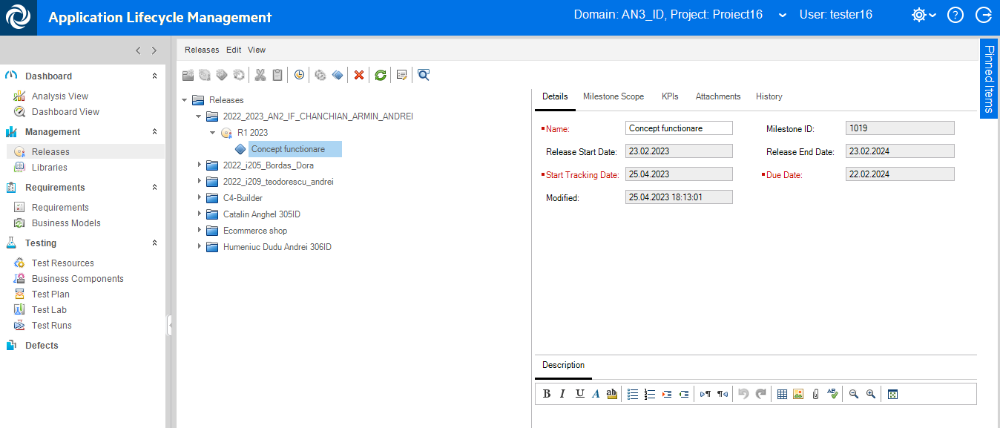 Application Lifecycle Management
Domain: AN3_ID, Project: Proiect16
User: tester16
Pinned Items
Dashboard
Analysis View
Dashboard View
Management
Releases
Libraries
Requirements
Requirements
Business Models
Testing
Test Resources
Business Components
Test Plan
Test Lab
Test Runs
Defects
Releases Edit View
Releases
2022_2023_AN2_IF_CHANCHIAN_ARMIN_ANDREI
R1 2023
Concept functionare
2022_i205_Bordas_Dora
2022_i209_teodorescu_andrei
C4-Builder
Catalin Anghel 305ID
Ecommerce shop
Humeniuc Dudu Andrei 306ID
Details Milestone Scope KPIs Attachments History
Name: Concept functionare Milestone ID: 1019
Release Start Date: 23.02.2023 Release End Date: 23.02.2024
Start Tracking Date: 25.04.2023 Due Date: 22.02.2024
Modified: 25.04.2023 18:13:01
Description
B I U A ab